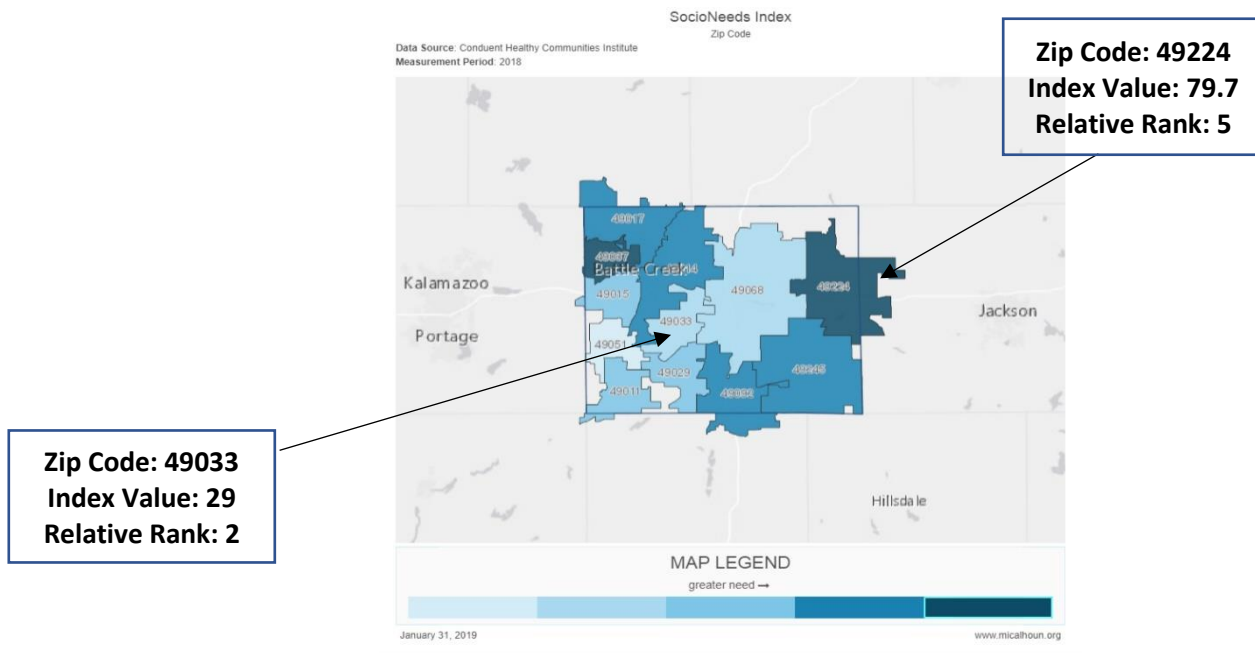 SocioNeeds Index
Zip Code
Data Source: Conduent Healthy Communities Institute
Measurement Period: 2018
Zip Code: 49224
Index Value: 79.7
Relative Rank: 5
49017
Battle Creek
Kalamazoo
49015
49068
49224
49033
Jackson
Portage
49051
49029
49245
49011
49092
Zip Code: 49033
Index Value: 29
Relative Rank: 2
Hillsdale
MAP LEGEND
greater need →
January 31, 2019
www.micalhoun.org